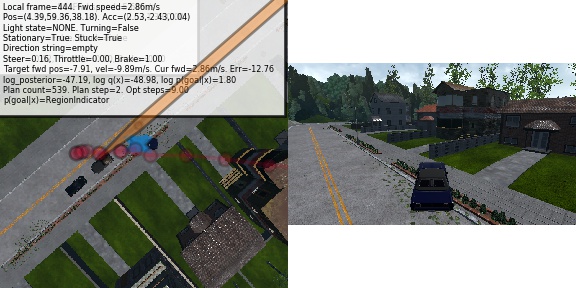 Local frame=444. Fwd speed=2.86m/s
Pos=(4.39,59.36,38.18). Acc=(2.53,-2.43,0.04)
Light state=NONE. Turning=False
Stationary=True. Stuck=True
Direction string=empty
Steer=0.16, Throttle=0.00, Brake=1.00
Target fwd pos=-7.91, vel=-9.89m/s. Cur fwd=2.86m/s. Err=-12.76
log_posterior=-47.19, log q(x)=-48.98, log p(goal|x)=1.80
Plan count=539. Plan step=2. Opt steps=9.00
p(goal|x)=RegionIndicator